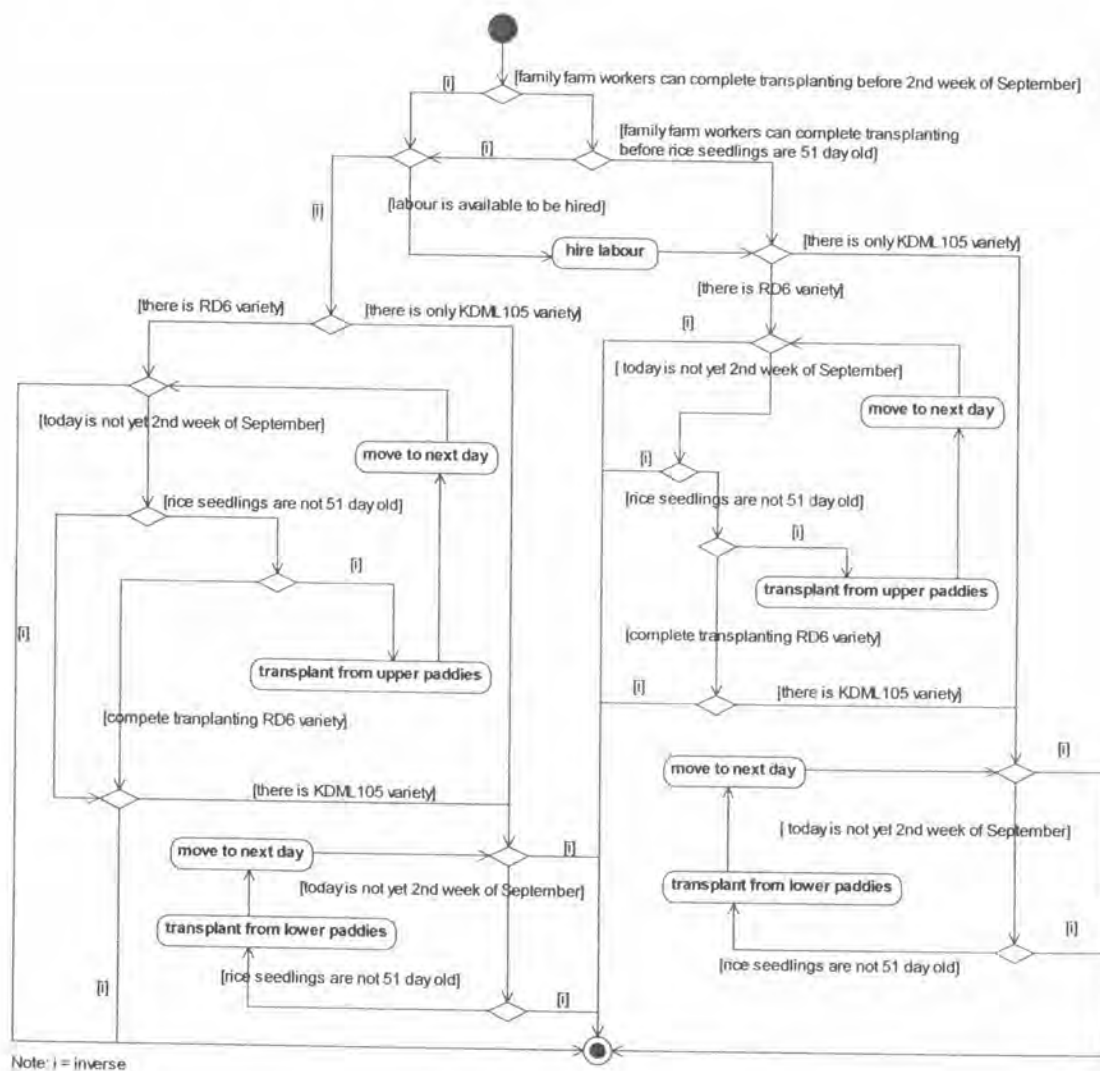 [family farm workers can complete transplanting before 2nd week of September]
[i]
[family farm workers can complete transplanting
before rice seedlings are 51 day old]
[i]
[i]
[labour is available to be hired]
hire labour
[there is only KDML105 variety]
[there is RD6 variety]
[there is RD6 variety]
[there is only KDML105 variety]
[i]
[ today is not yet 2nd week of September]
[today is not yet 2nd week of September]
move to next day
move to next day
[i]
[rice seedlings are not 51 day old]
[rice seedlings are not 51 day old]
[i]
[i]
transplant from upper paddies
[i]
[complete transplanting RD6 variety]
transplant from upper paddies
[i]
[there is KDML105 variety]
[compete tranplanting RD6 variety]
[i]
move to next day
[there is KDML105 variety]
[ today is not yet 2nd week of September]
move to next day
[i]
[today is not yet 2nd week of September]
transplant from lower paddies
transplant from lower paddies
[i]
[rice seedlings are not 51 day old]
[rice seedlings are not 51 day old]
[i]
[i]
Note: i = inverse